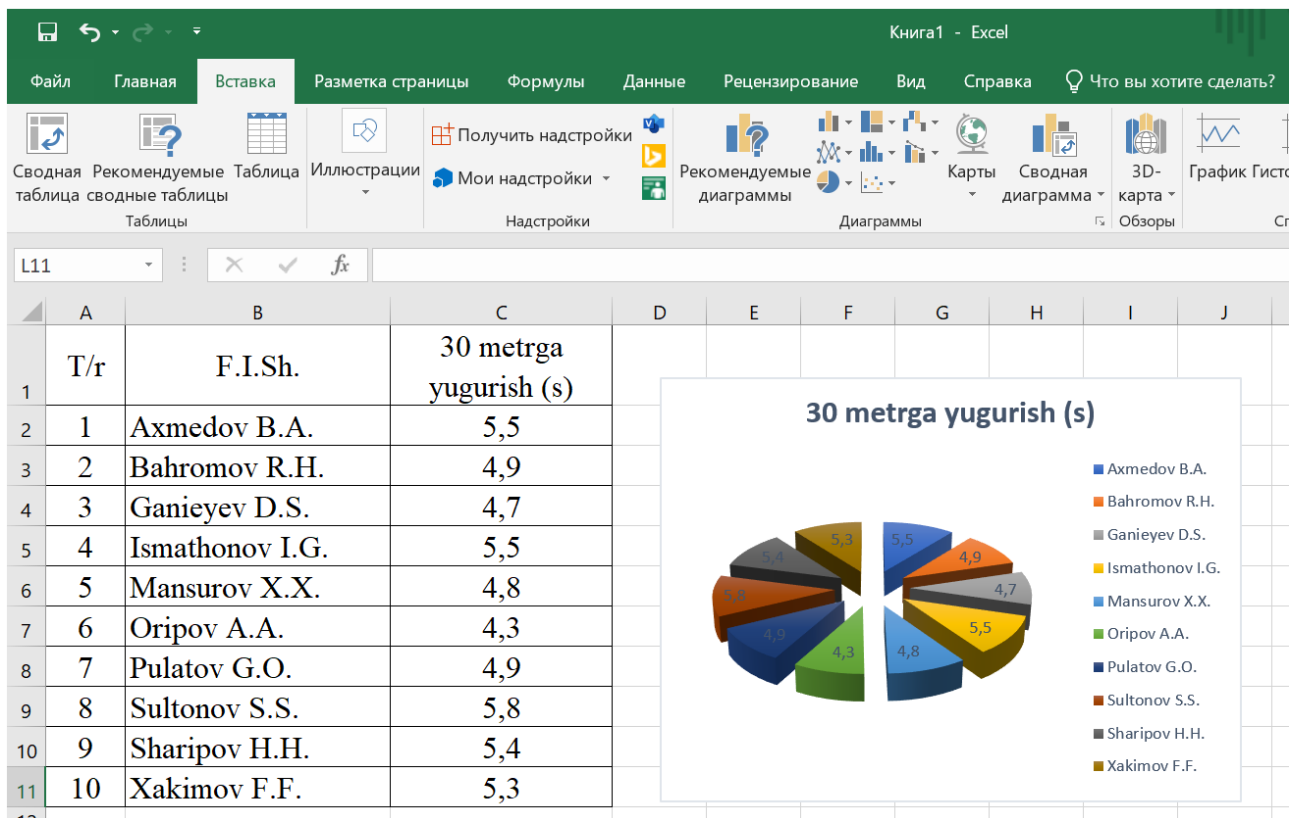 Книга1 - Excel
Файл Главная Вставка Разметка страницы Формулы Данные Рецензирование Вид Справка Что вы хотите сделать?
Сводная таблица
Рекомендуемые сводные таблицы
Таблица
Иллюстрации
Получить надстройки
Мои надстройки
Рекомендуемые диаграммы
Карты
Сводная диаграмма
3D-карта
График
Таблицы Надстройки Диаграммы Обзоры
L11 fx
A B C D E F G H I J
1 T/r F.I.Sh. 30 metrga yugurish (s)
2 1 Axmedov B.A. 5,5
3 2 Bahromov R.H. 4,9
4 3 Ganieyev D.S. 4,7
5 4 Ismathonov I.G. 5,5
6 5 Mansurov X.X. 4,8
7 6 Oripov A.A. 4,3
8 7 Pulatov G.O. 4,9
9 8 Sultonov S.S. 5,8
10 9 Sharipov H.H. 5,4
11 10 Xakimov F.F. 5,3
30 metrga yugurish (s)
5,5
4,9
4,7
5,5
4,8
4,3
4,9
5,8
5,4
5,3
Axmedov B.A.
Bahromov R.H.
Ganieyev D.S.
Ismathonov I.G.
Mansurov X.X.
Oripov A.A.
Pulatov G.O.
Sultonov S.S.
Sharipov H.H.
Xakimov F.F.